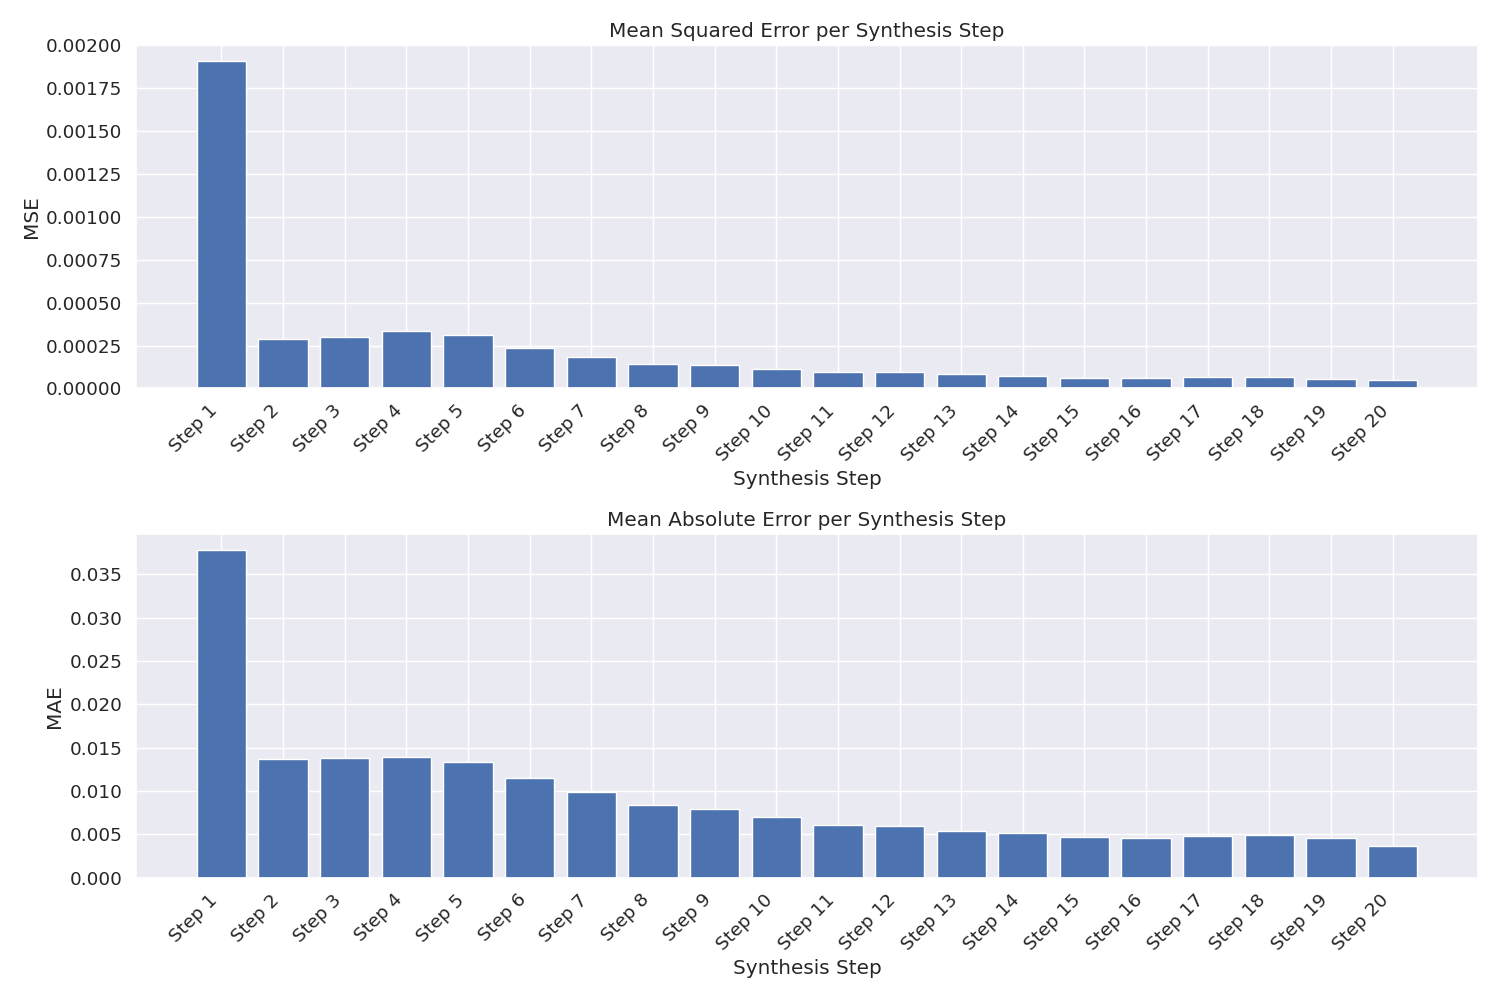 Mean Squared Error per Synthesis Step
0.00200
0.00175
0.00150
0.00125
0.00100
0.00075
0.00050
0.00025
0.00000
MSE
Step 1
Step 2
Step 3
Step 4
Step 5
Step 6
Step 7
Step 8
Step 9
Step 10
Step 11
Step 12
Step 13
Step 14
Step 15
Step 16
Step 17
Step 18
Step 19
Step 20
Synthesis Step
Mean Absolute Error per Synthesis Step
0.035
0.030
0.025
0.020
0.015
0.010
0.005
0.000
MAE
Step 1
Step 2
Step 3
Step 4
Step 5
Step 6
Step 7
Step 8
Step 9
Step 10
Step 11
Step 12
Step 13
Step 14
Step 15
Step 16
Step 17
Step 18
Step 19
Step 20
Synthesis Step